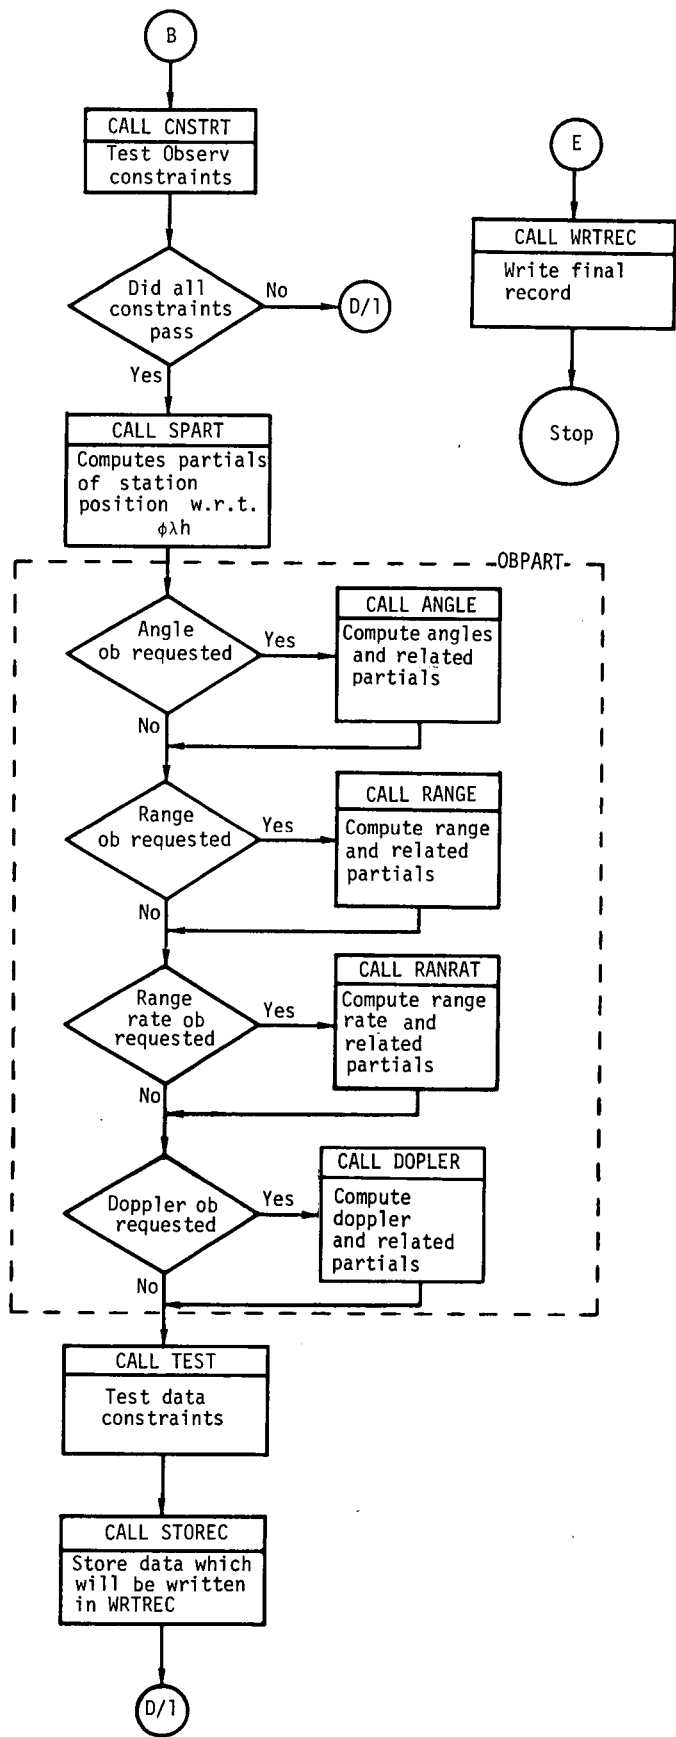 B
CALL CNSTRT
Test Observ
constraints
Did all
constraints
pass
No
D/1
Yes
CALL SPART
Computes partials
of station
position w.r.t.
φλh
OBPART
Angle
ob requested
Yes
CALL ANGLE
Compute angles
and related
partials
No
Range
ob requested
Yes
CALL RANGE
Compute range
and related
partials
No
Range
rate ob
requested
Yes
CALL RANRAT
Compute range
rate and
related
partials
No
Doppler ob
requested
Yes
CALL DOPLER
Compute
doppler
and related
partials
No
CALL TEST
Test data
constraints
CALL STOREC
Store data which
will be written
in WRTREC
D/1
E
CALL WRTREC
Write final
record
Stop